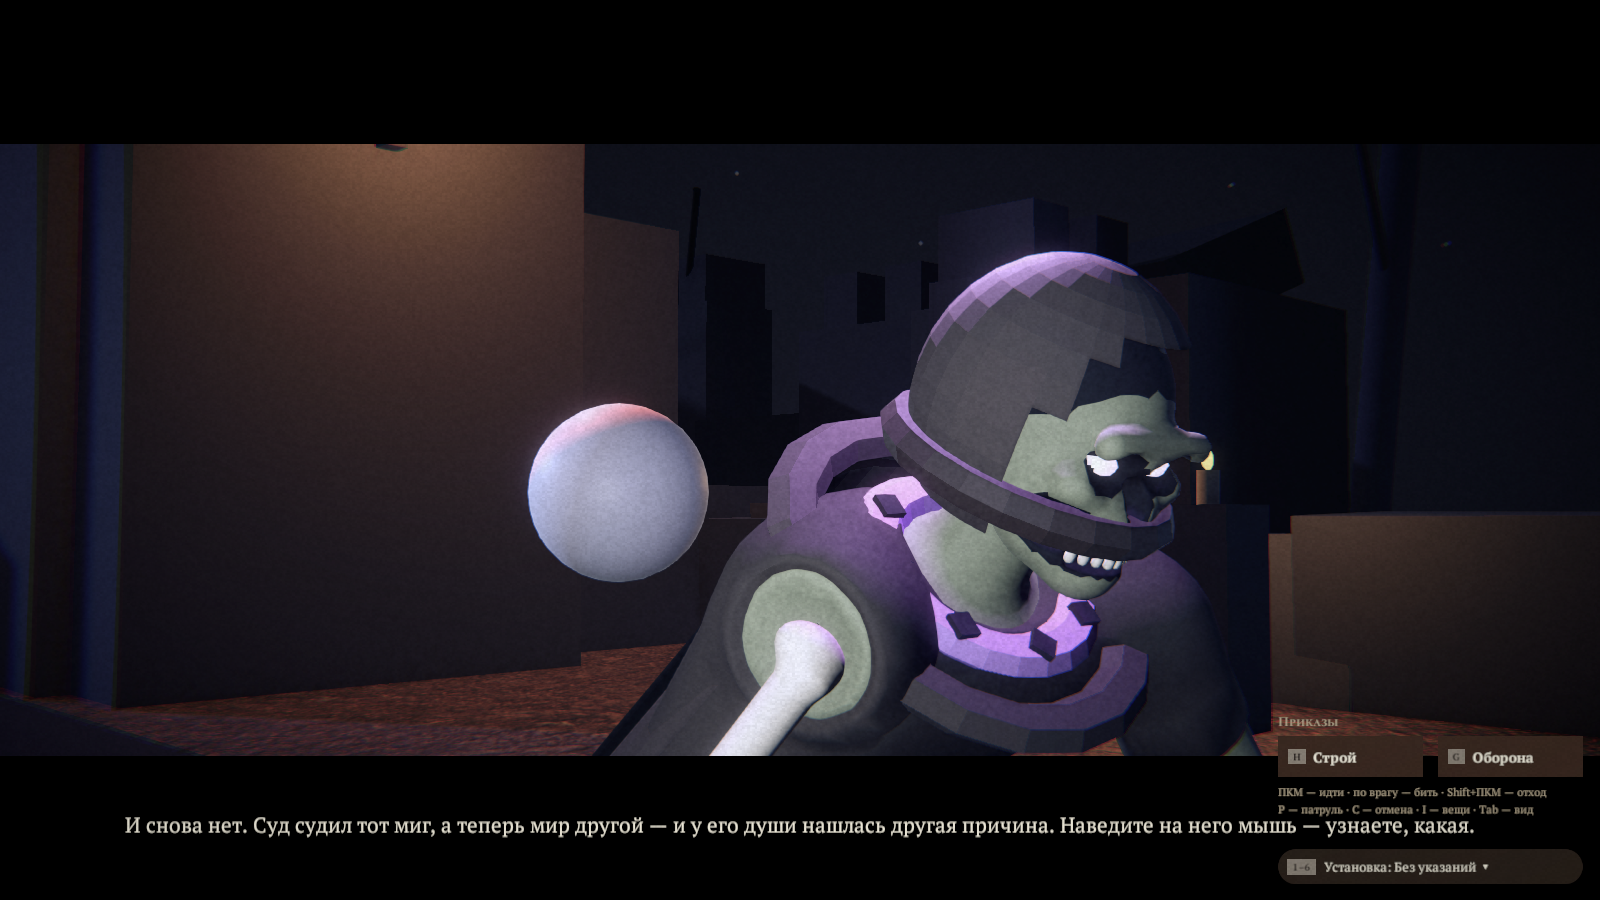 Приказы
H Строй
G Оборона
ПКМ — идти · по врагу — бить · Shift+ПКМ — отход
P — патруль · C — отмена · I — вещи · Tab — вид
И снова нет. Суд судил тот миг, а теперь мир другой — и у его души нашлась другая причина. Наведите на него мышь — узнаете, какая.
1–6 Установка: Без указаний ▾